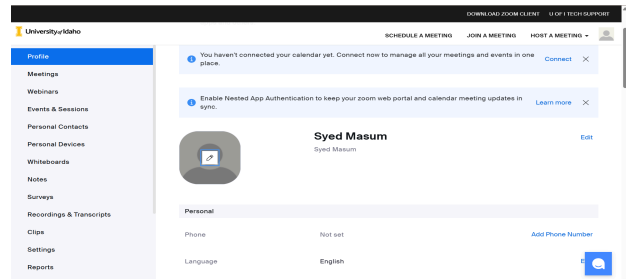 DOWNLOAD ZOOM CLIENT U OF I TECH SUPPORT
University of Idaho
SCHEDULE A MEETING JOIN A MEETING HOST A MEETING
Profile
Meetings
Webinars
Events & Sessions
Personal Contacts
Personal Devices
Whiteboards
Notes
Surveys
Recordings & Transcripts
Clips
Settings
Reports
You haven't connected your calendar yet. Connect now to manage all your meetings and events in one
place.
Connect
Enable Nested App Authentication to keep your zoom web portal and calendar meeting updates in
sync.
Learn more
Syed Masum
Edit
Syed Masum
Personal
Phone Not set Add Phone Number
Language English